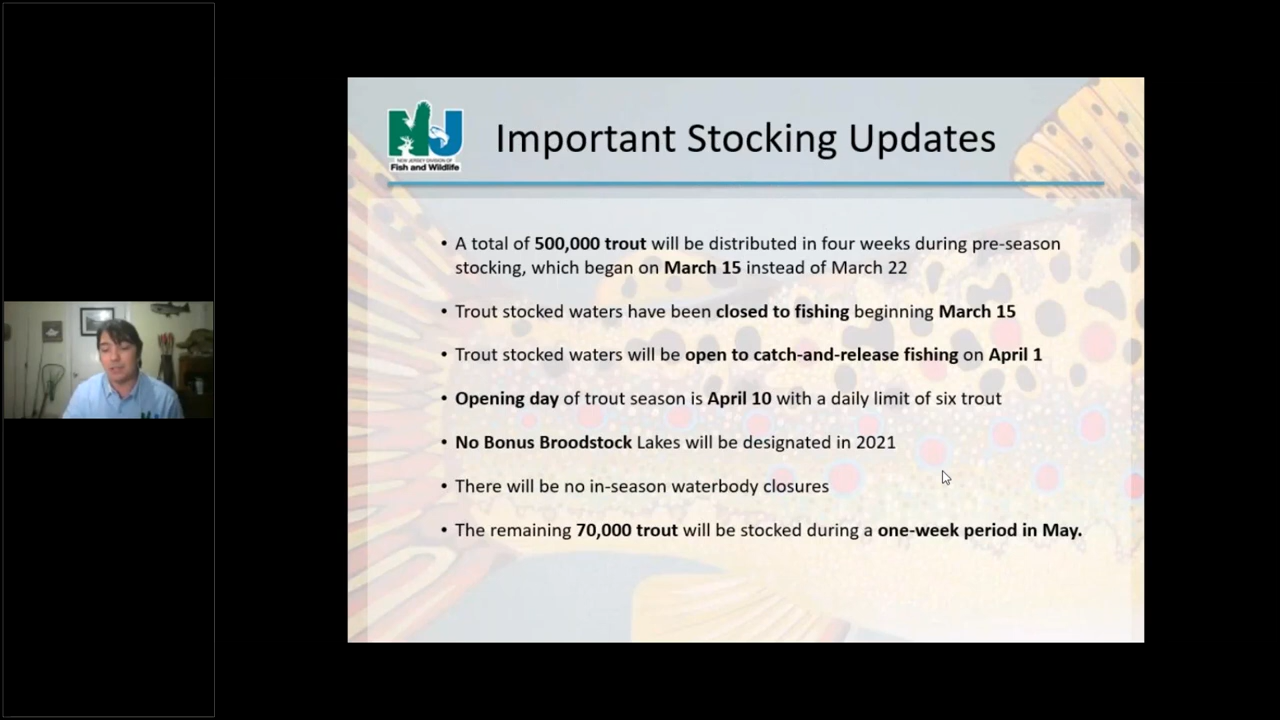 NJ
NEW JERSEY DIVISION OF
Fish and Wildlife
Important Stocking Updates
• A total of 500,000 trout will be distributed in four weeks during pre-season
stocking, which began on March 15 instead of March 22
• Trout stocked waters have been closed to fishing beginning March 15
• Trout stocked waters will be open to catch-and-release fishing on April 1
• Opening day of trout season is April 10 with a daily limit of six trout
• No Bonus Broodstock Lakes will be designated in 2021
• There will be no in-season waterbody closures
• The remaining 70,000 trout will be stocked during a one-week period in May.